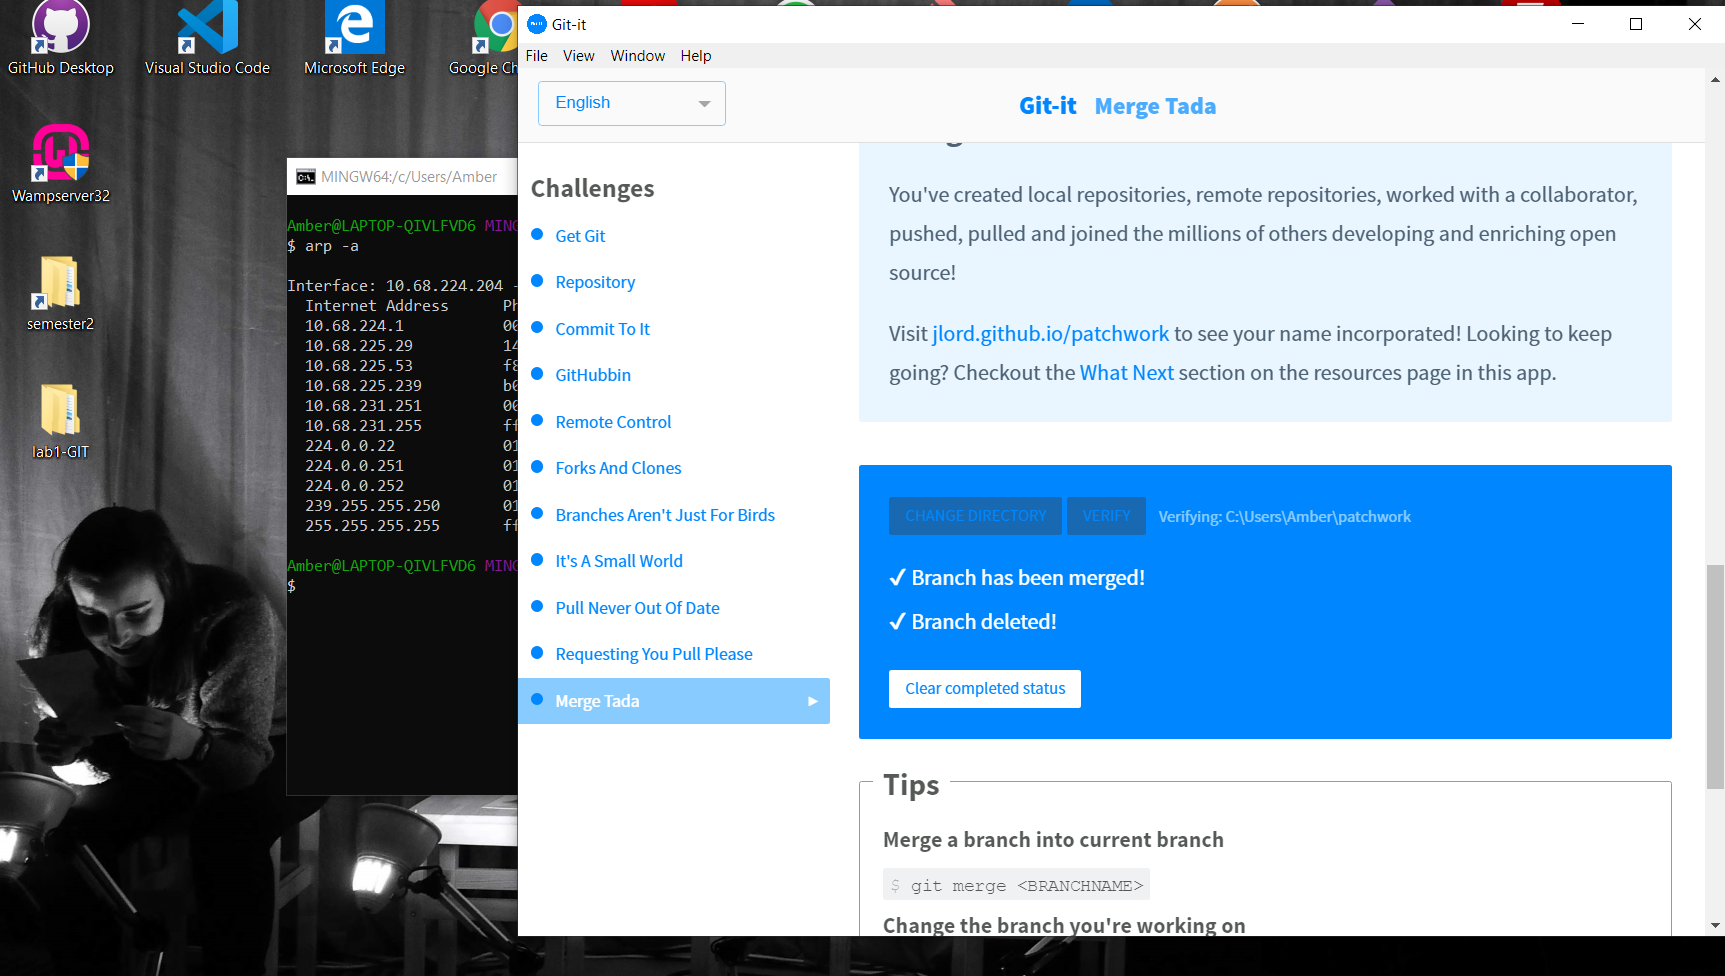 GitHub Desktop
Visual Studio Code
Microsoft Edge
Google Ch
Wampserver32
semester2
lab1-GIT
MINGW64:/c/Users/Amber
Amber@LAPTOP-QIVLFVD6 MING
$ arp -a
Interface: 10.68.224.204 -
Internet Address Ph
10.68.224.1 00
10.68.225.29 14
10.68.225.53 f8
10.68.225.239 b0
10.68.231.251 00
10.68.231.255 ff
224.0.0.22 01
224.0.0.251 01
224.0.0.252 01
239.255.255.250 01
255.255.255.255 ff
Amber@LAPTOP-QIVLFVD6 MING
$
Git-it
File View Window Help
English
Git-it Merge Tada
Challenges
Get Git
Repository
Commit To It
GitHubbin
Remote Control
Forks And Clones
Branches Aren't Just For Birds
It's A Small World
Pull Never Out Of Date
Requesting You Pull Please
Merge Tada
You've created local repositories, remote repositories, worked with a collaborator,
pushed, pulled and joined the millions of others developing and enriching open
source!
Visit jlord.github.io/patchwork to see your name incorporated! Looking to keep
going? Checkout the What Next section on the resources page in this app.
CHANGE DIRECTORY VERIFY Verifying: C:\Users\Amber\patchwork
✓ Branch has been merged!
✓ Branch deleted!
Clear completed status
Tips
Merge a branch into current branch
$ git merge <BRANCHNAME>
Change the branch you're working on